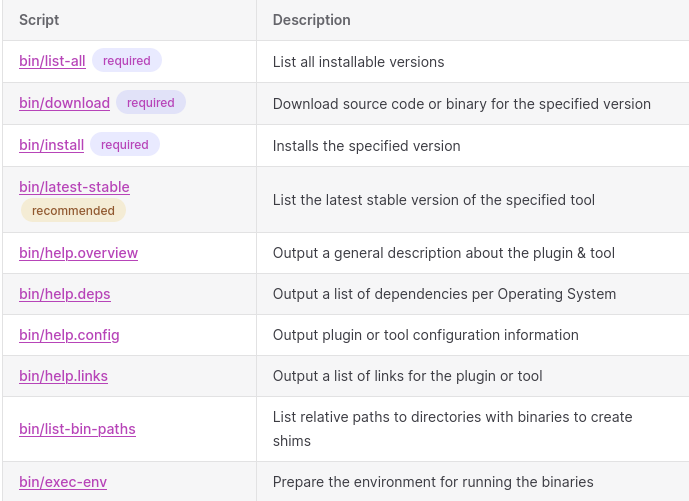 Script Description
bin/list-all required List all installable versions
bin/download required Download source code or binary for the specified version
bin/install required Installs the specified version
bin/latest-stable
recommended
List the latest stable version of the specified tool
bin/help.overview Output a general description about the plugin & tool
bin/help.deps Output a list of dependencies per Operating System
bin/help.config Output plugin or tool configuration information
bin/help.links Output a list of links for the plugin or tool
bin/list-bin-paths List relative paths to directories with binaries to create
shims
bin/exec-env Prepare the environment for running the binaries